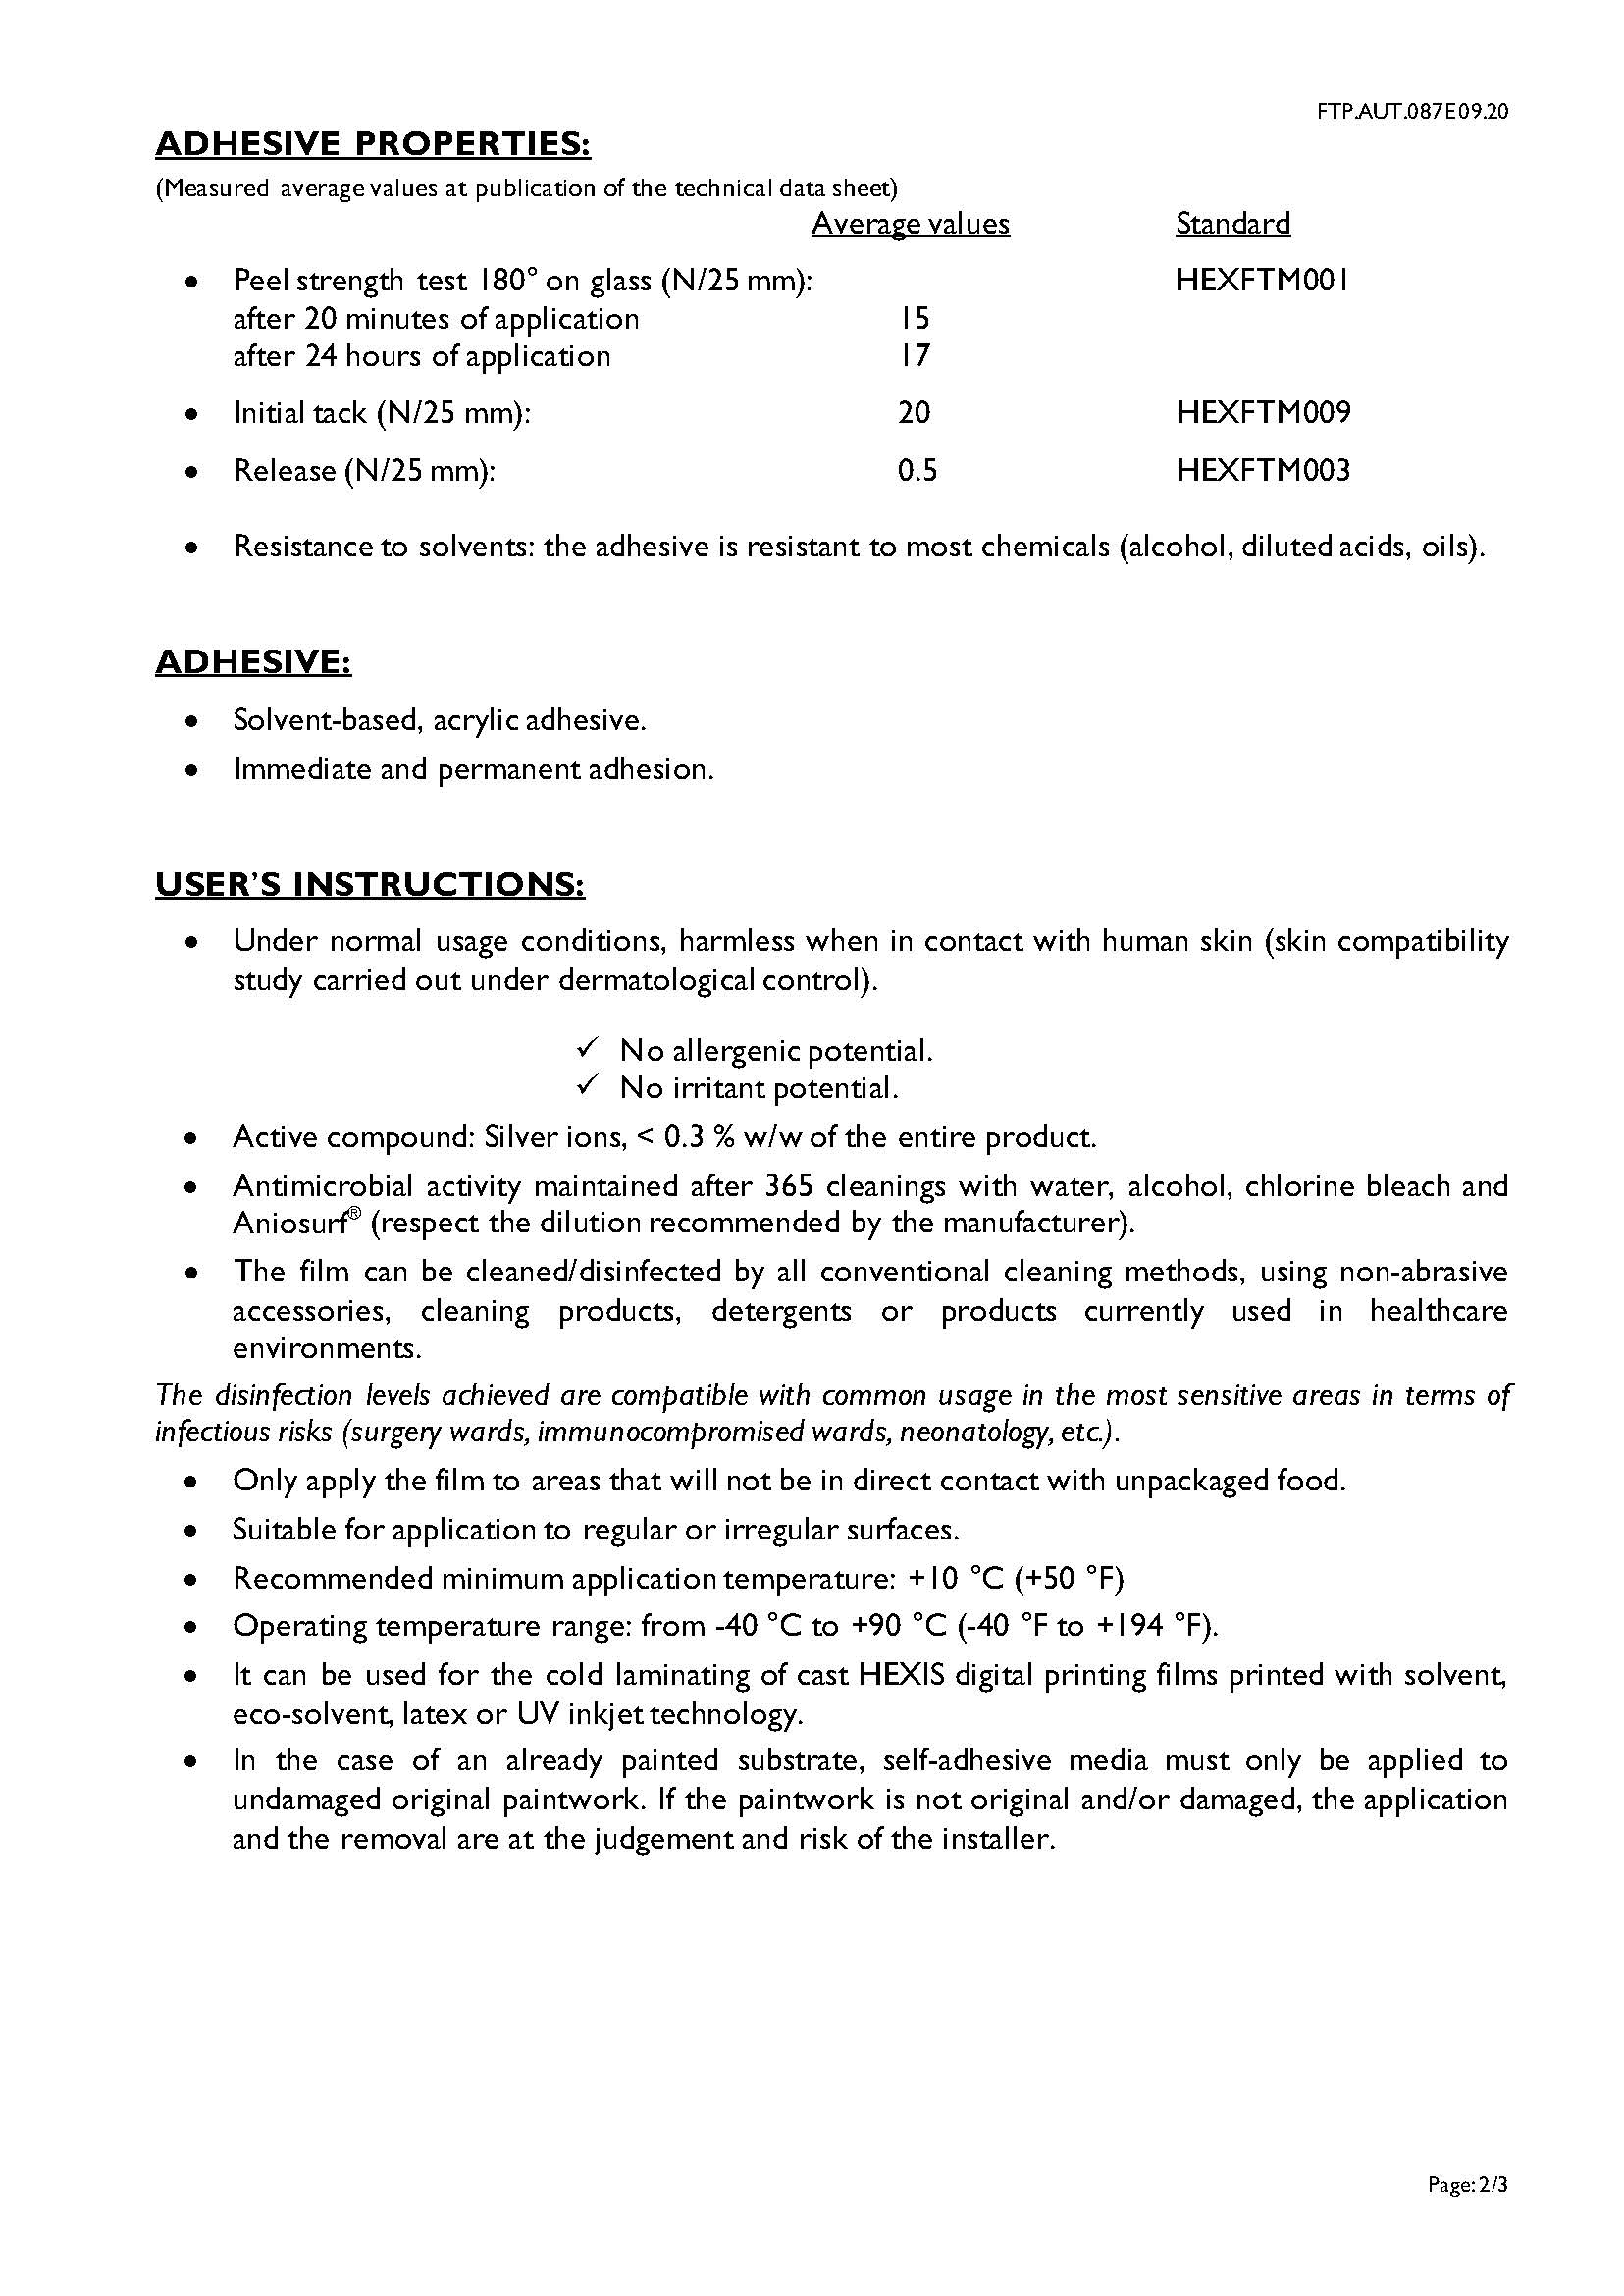 FTP.AUT.087E09.20
ADHESIVE PROPERTIES:
(Measured average values at publication of the technical data sheet)
Average values Standard
• Peel strength test 180° on glass (N/25 mm): HEXFTM001
after 20 minutes of application 15
after 24 hours of application 17
• Initial tack (N/25 mm): 20 HEXFTM009
• Release (N/25 mm): 0.5 HEXFTM003
• Resistance to solvents: the adhesive is resistant to most chemicals (alcohol, diluted acids, oils).
ADHESIVE:
• Solvent-based, acrylic adhesive.
• Immediate and permanent adhesion.
USER'S INSTRUCTIONS:
• Under normal usage conditions, harmless when in contact with human skin (skin compatibility
study carried out under dermatological control).
✓ No allergenic potential.
✓ No irritant potential.
• Active compound: Silver ions, < 0.3 % w/w of the entire product.
• Antimicrobial activity maintained after 365 cleanings with water, alcohol, chlorine bleach and
Aniosurf® (respect the dilution recommended by the manufacturer).
• The film can be cleaned/disinfected by all conventional cleaning methods, using non-abrasive
accessories, cleaning products, detergents or products currently used in healthcare
environments.
The disinfection levels achieved are compatible with common usage in the most sensitive areas in terms of
infectious risks (surgery wards, immunocompromised wards, neonatology, etc.).
• Only apply the film to areas that will not be in direct contact with unpackaged food.
• Suitable for application to regular or irregular surfaces.
• Recommended minimum application temperature: +10 °C (+50 °F)
• Operating temperature range: from -40 °C to +90 °C (-40 °F to +194 °F).
• It can be used for the cold laminating of cast HEXIS digital printing films printed with solvent,
eco-solvent, latex or UV inkjet technology.
• In the case of an already painted substrate, self-adhesive media must only be applied to
undamaged original paintwork. If the paintwork is not original and/or damaged, the application
and the removal are at the judgement and risk of the installer.
Page: 2/3